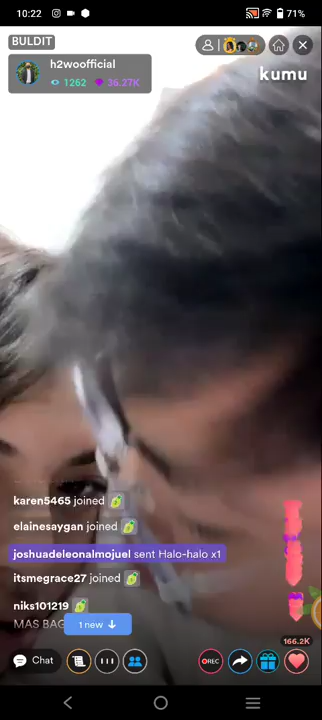 10:22
71%
BULDIT
h2woofficial
1262 36.27K
kumu
karen5465 joined
elainesaygan joined
joshuadeleonalmojuel sent Halo-halo x1
itsmegrace27 joined
niks101219
MAS BAG
1 new ↓
166.2K
Chat
REC